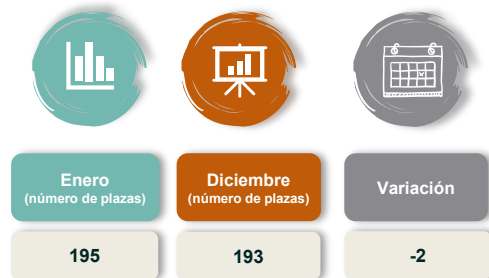 Enero
(número de plazas)
Diciembre
(número de plazas)
Variación
195
193
-2